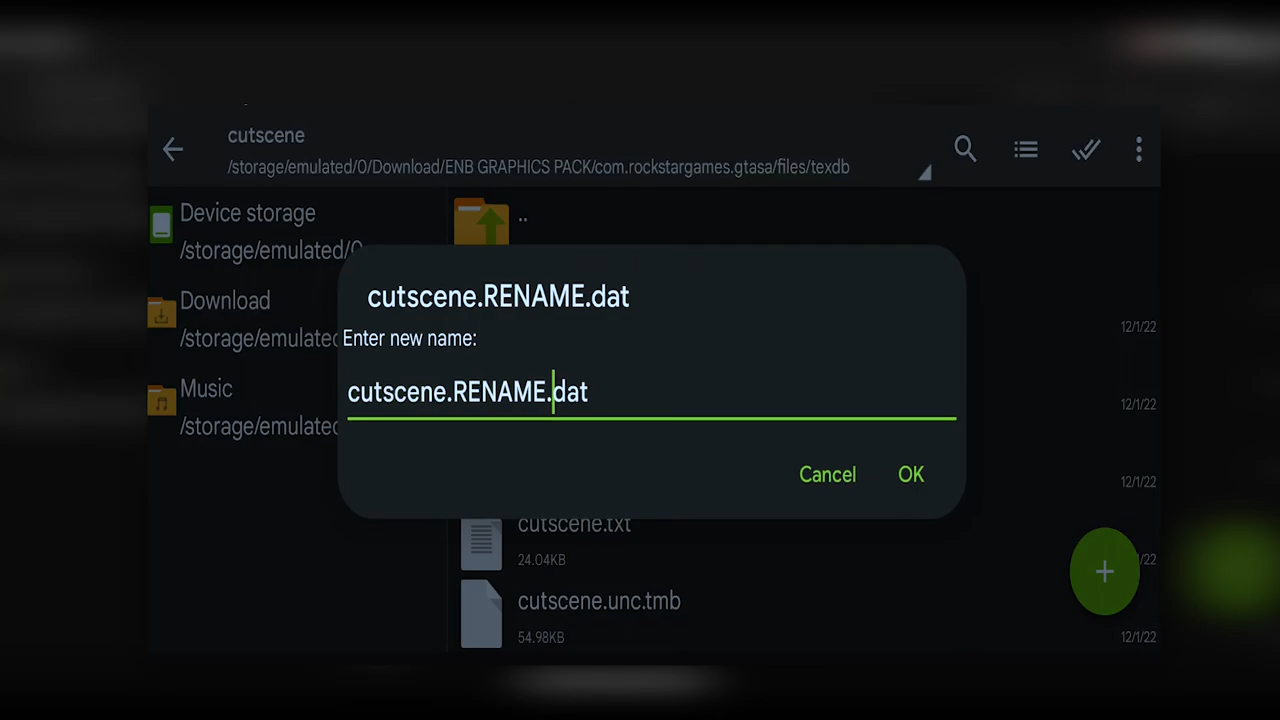 cutscene
/storage/emulated/0/Download/ENB GRAPHICS PACK/com.rockstargames.gtasa/files/texdb
Device storage
/storage/emulated/0
..
Download
/storage/emulated
Music
/storage/emulated
cutscene.RENAME.dat
Enter new name:
cutscene.RENAME.dat
Cancel
OK
12/1/22
12/1/22
12/1/22
cutscene.txt
24.04KB
/22
cutscene.unc.tmb
54.98KB
12/1/22